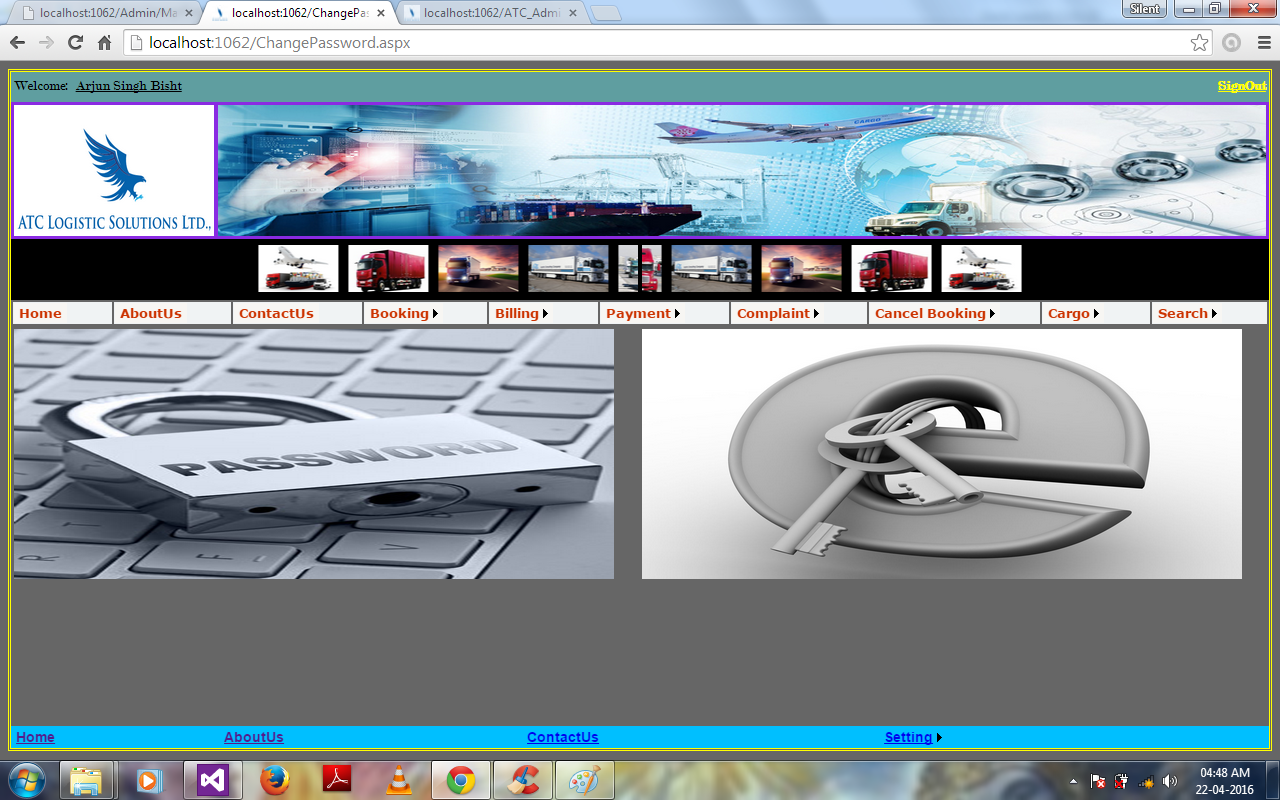 localhost:1062/Admin/Ma
localhost:1062/ChangePas
localhost:1062/ATC_Admi
Silent
localhost:1062/ChangePassword.aspx
Welcome: Arjun Singh Bisht
SignOut
CARGO
ATC LOGISTIC SOLUTIONS LTD.,
Home AboutUs ContactUs Booking Billing Payment Complaint Cancel Booking Cargo Search
PASSWORD
R T F V
Home AboutUs ContactUs Setting
04:48 AM
22-04-2016